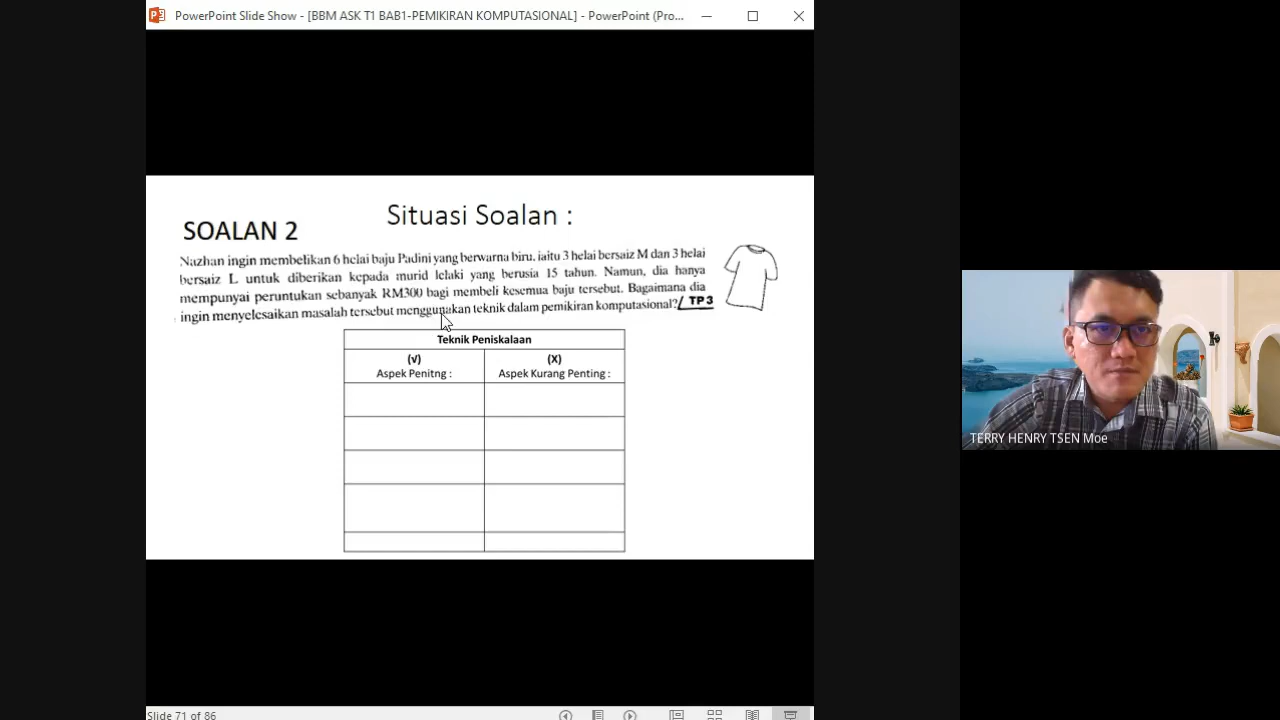 PowerPoint Slide Show - [BBM ASK T1 BAB1-PEMIKIRAN KOMPUTASIONAL] - PowerPoint (Pro...
SOALAN 2
Situasi Soalan :
Nazhan ingin membelikan 6 helai baju Padini yang berwarna biru, iaitu 3 helai bersaiz M dan 3 helai
bersaiz L untuk diberikan kepada murid lelaki yang berusia 15 tahun. Namun, dia hanya
mempunyai peruntukan sebanyak RM300 bagi membeli kesemua baju tersebut. Bagaimana dia
ingin menyelesaikan masalah tersebut menggunakan teknik dalam pemikiran komputasional? TP3
Teknik Peniskalaan
(v)
Aspek Penitng :
(X)
Aspek Kurang Penting :
TERRY HENRY TSEN Moe
Slide 71 of 86